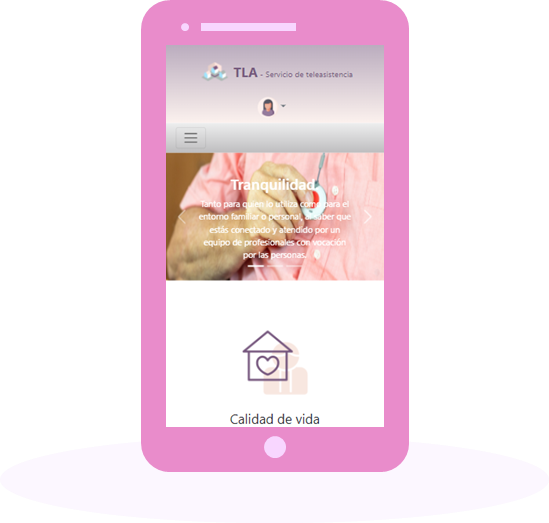 TLA - Servicio de teleasistencia
Tranquilidad
Tanto para quien lo utiliza como para el
entorno familiar o personal, al saber que
estás conectado y atendido por un
equipo de profesionales con vocación
por las personas.
Calidad de vida